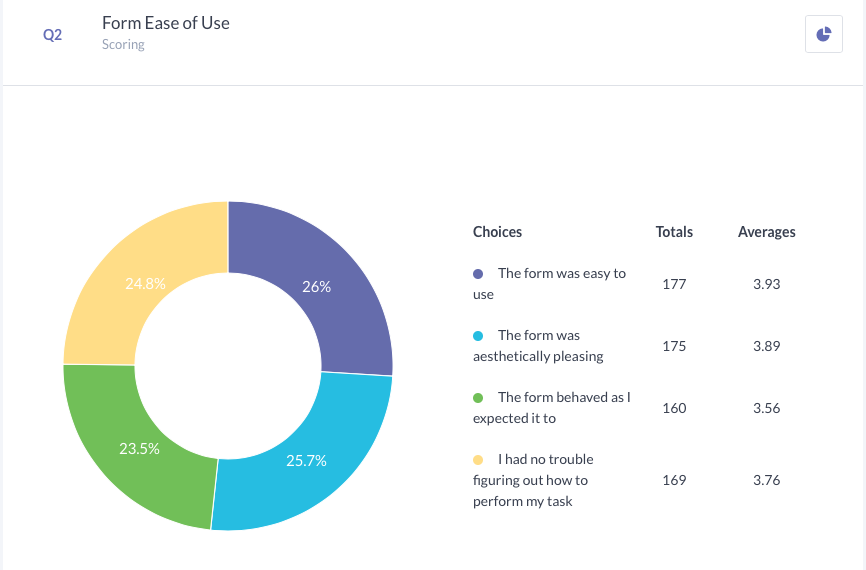 Q2
Form Ease of Use
Scoring
24.8%
26%
23.5%
25.7%
Choices Totals Averages
The form was easy to
use
177 3.93
The form was
aesthetically pleasing
175 3.89
The form behaved as I
expected it to
160 3.56
I had no trouble
figuring out how to
perform my task
169 3.76